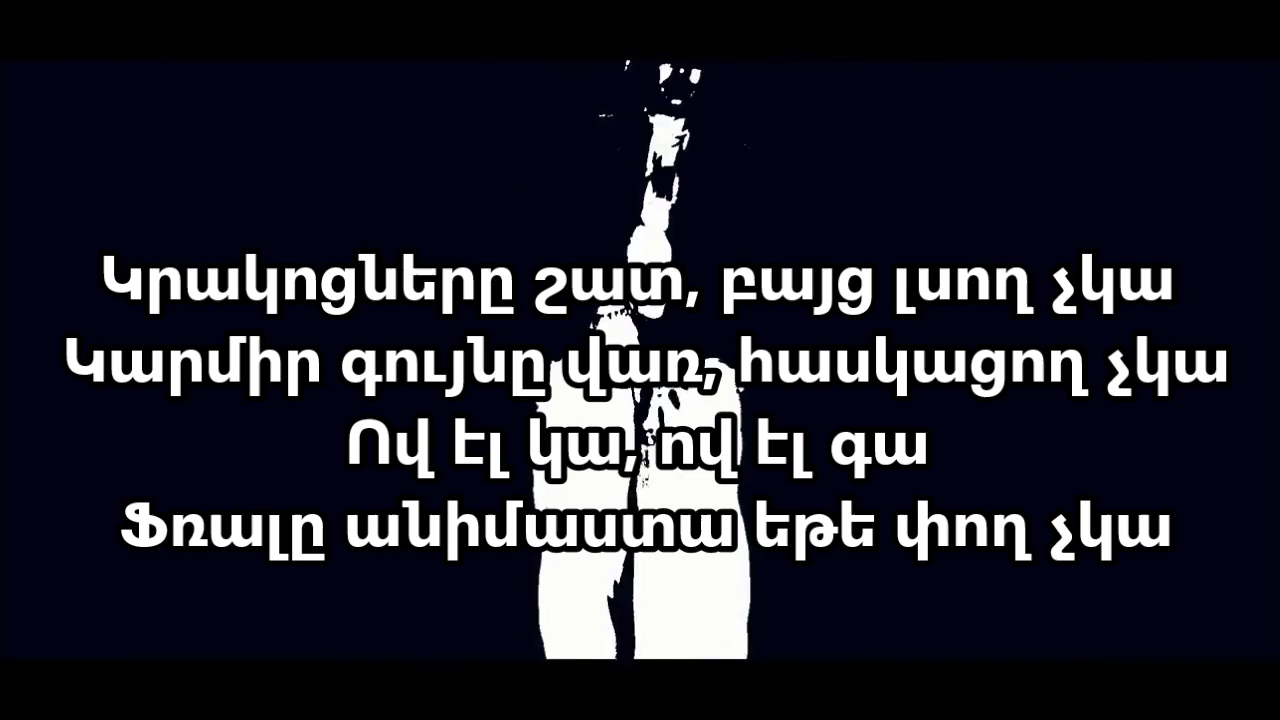 Կրակոցները շատ, բայց լսող չկա
Կարմիր գույնը վառ, հասկացող չկա
Ով էլ կա, ով էլ գա
Ֆռալը անիմաստա եթե փող չկա